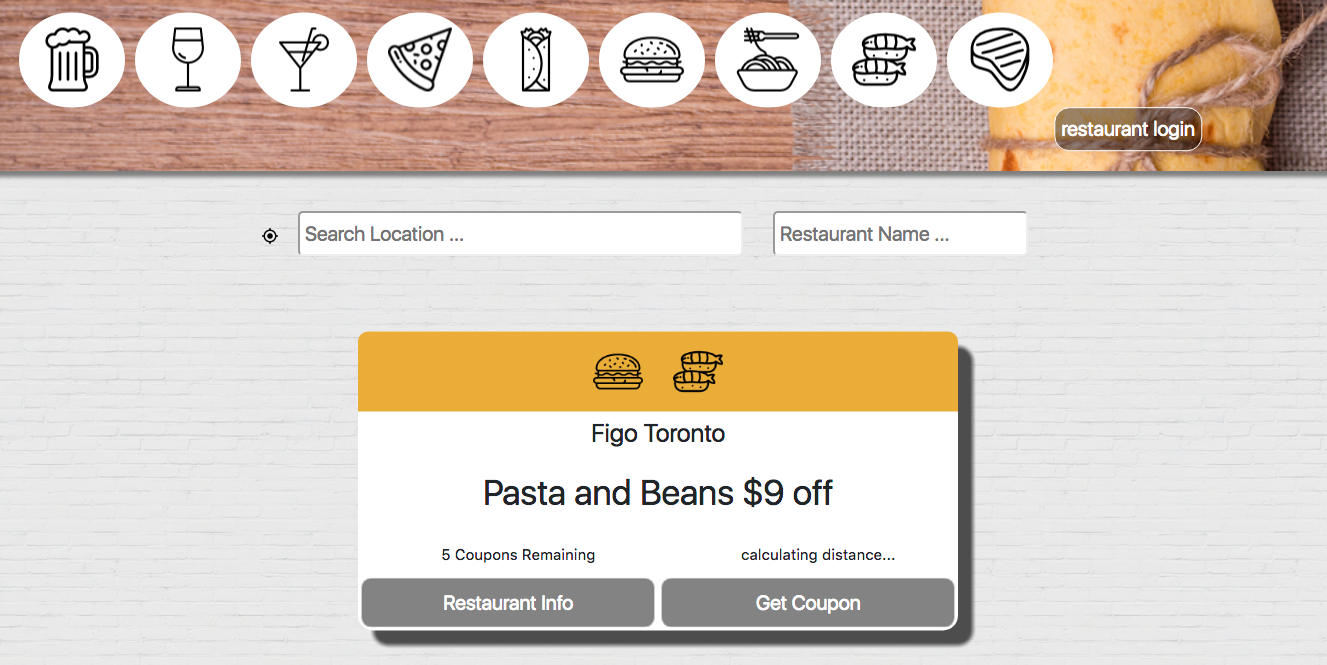 restaurant login
Search Location ...
Restaurant Name ...
Figo Toronto
Pasta and Beans $9 off
5 Coupons Remaining
calculating distance...
Restaurant Info
Get Coupon